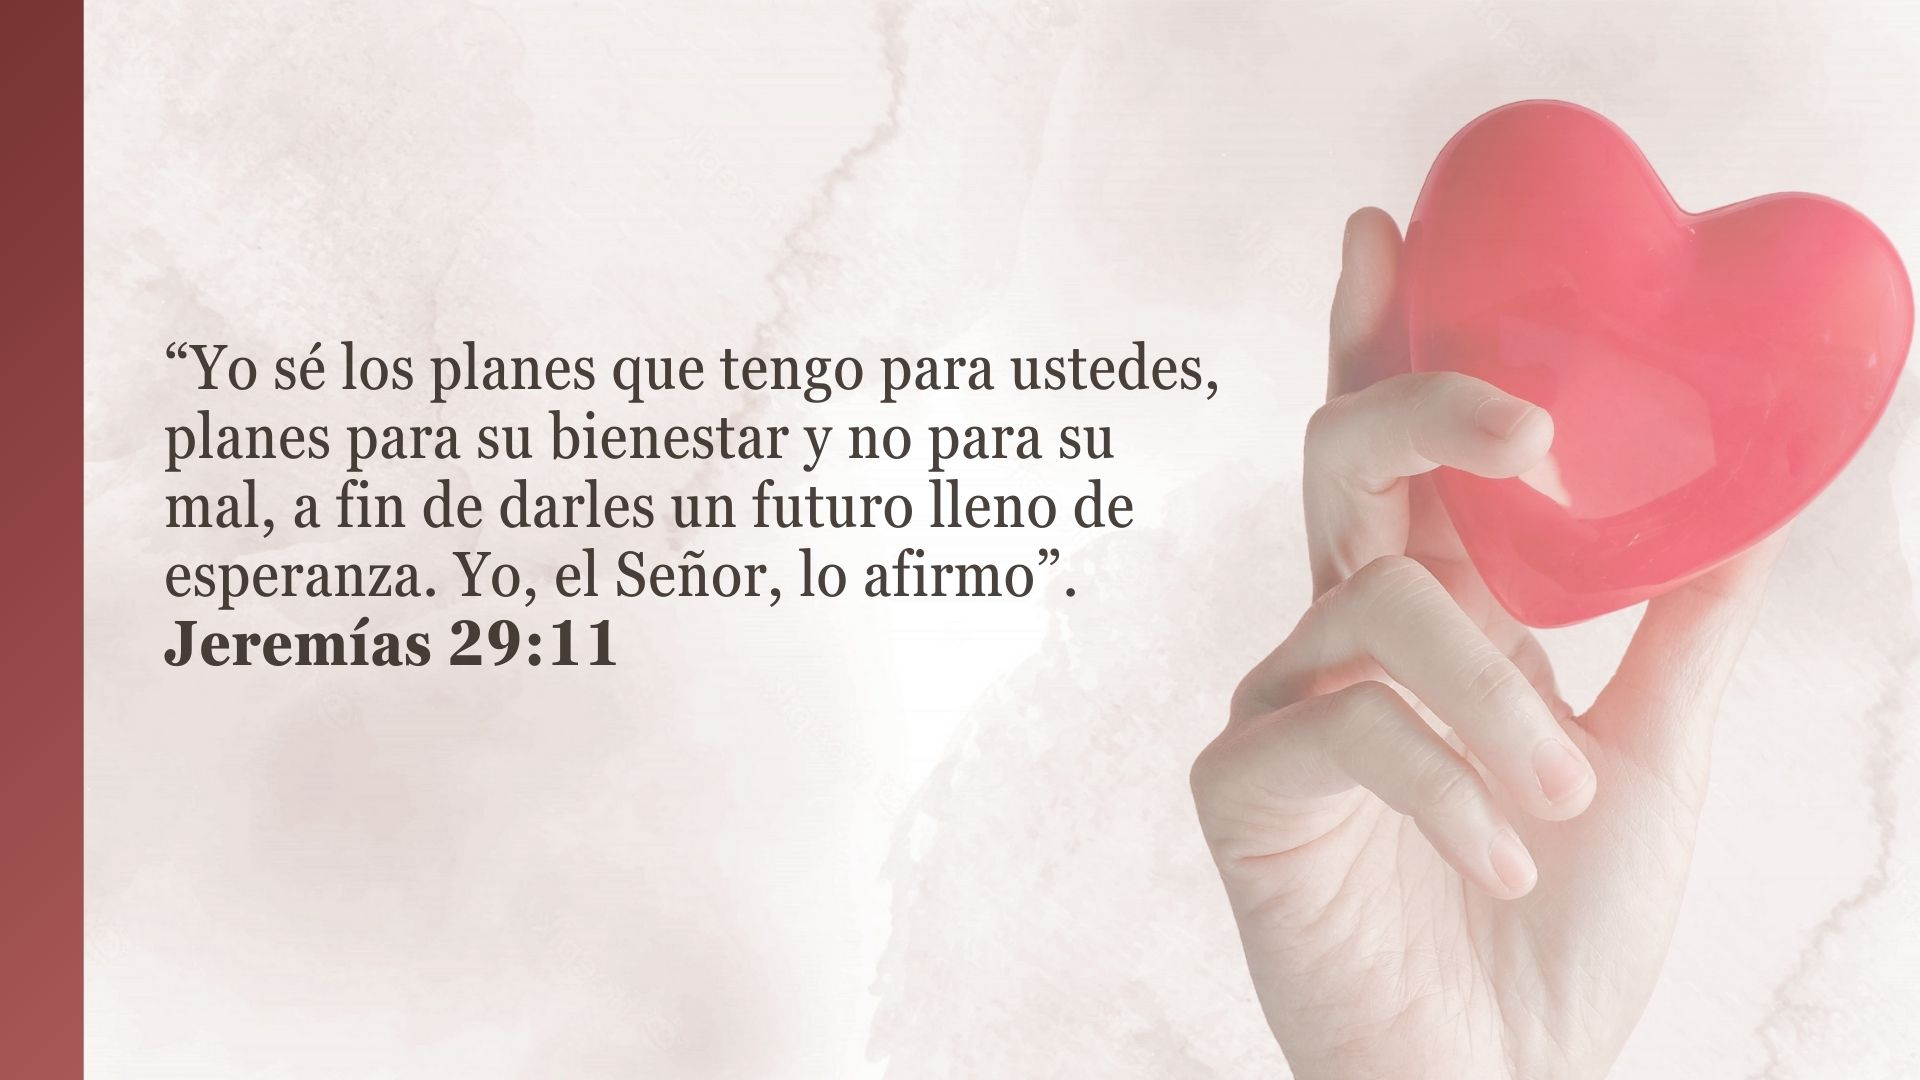 “Yo sé los planes que tengo para ustedes,
planes para su bienestar y no para su
mal, a fin de darles un futuro lleno de
esperanza. Yo, el Señor, lo afirmo”.
Jeremías 29:11